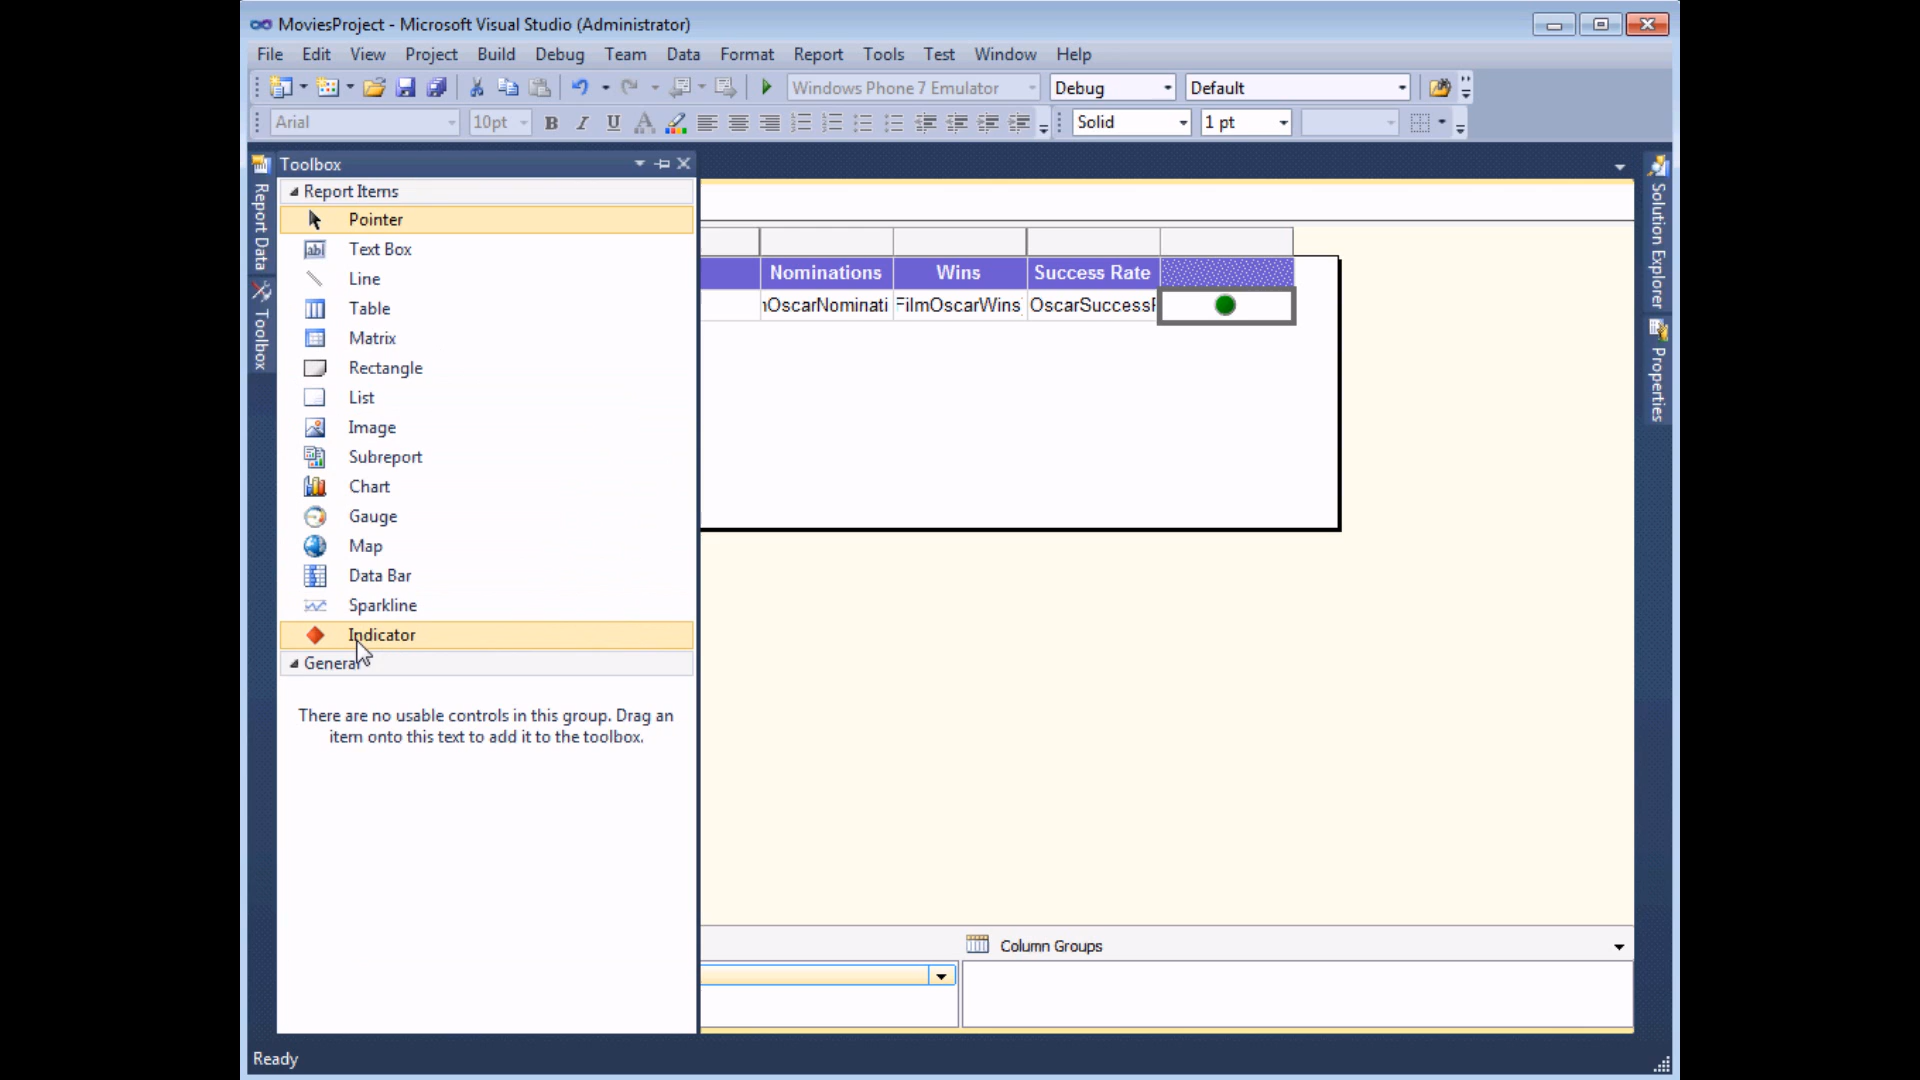 MoviesProject - Microsoft Visual Studio (Administrator)
File Edit View Project Build Debug Team Data Format Report Tools Test Window Help
Windows Phone 7 Emulator Debug Default
Arial 10pt B I U A Solid 1 pt
Toolbox
Report Items
Pointer
Text Box
Line
Table
Matrix
Rectangle
List
Image
Subreport
Chart
Gauge
Map
Data Bar
Sparkline
Indicator
General
There are no usable controls in this group. Drag an
item onto this text to add it to the toolbox.
Report Data
Toolbox
Nominations Wins Success Rate
OscarNominati FilmOscarWins OscarSuccess
Column Groups
Solution Explorer
Properties
Ready